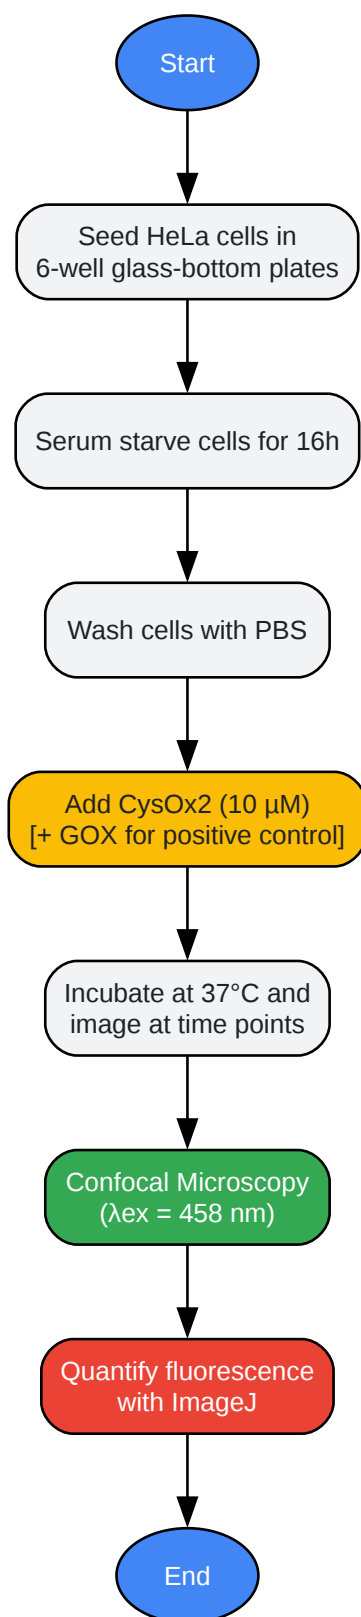 Start
Seed HeLa cells in
6-well glass-bottom plates
Serum starve cells for 16h
Wash cells with PBS
Add CysOx2 (10 µM)
[+ GOX for positive control]
Incubate at 37°C and
image at time points
Confocal Microscopy
(λex = 458 nm)
Quantify fluorescence
with ImageJ
End